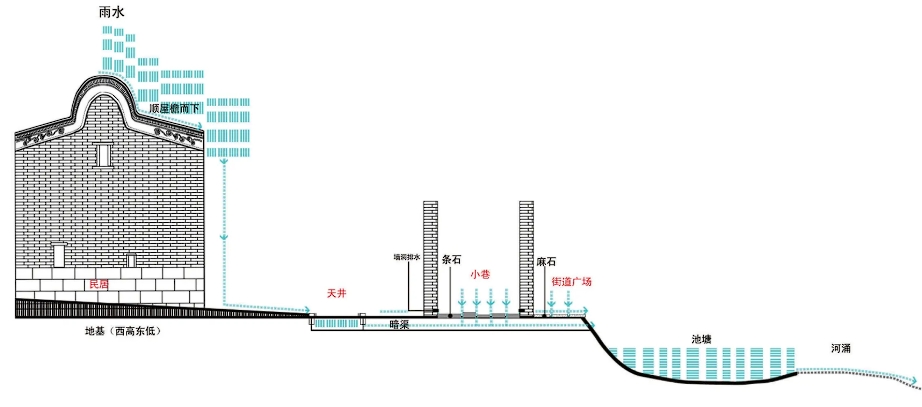 雨水
顺屋檐而下
墙洞排水
条石
小巷
麻石
街道广场
民居
天井
地基（西高东低）
暗渠
池塘
河涌